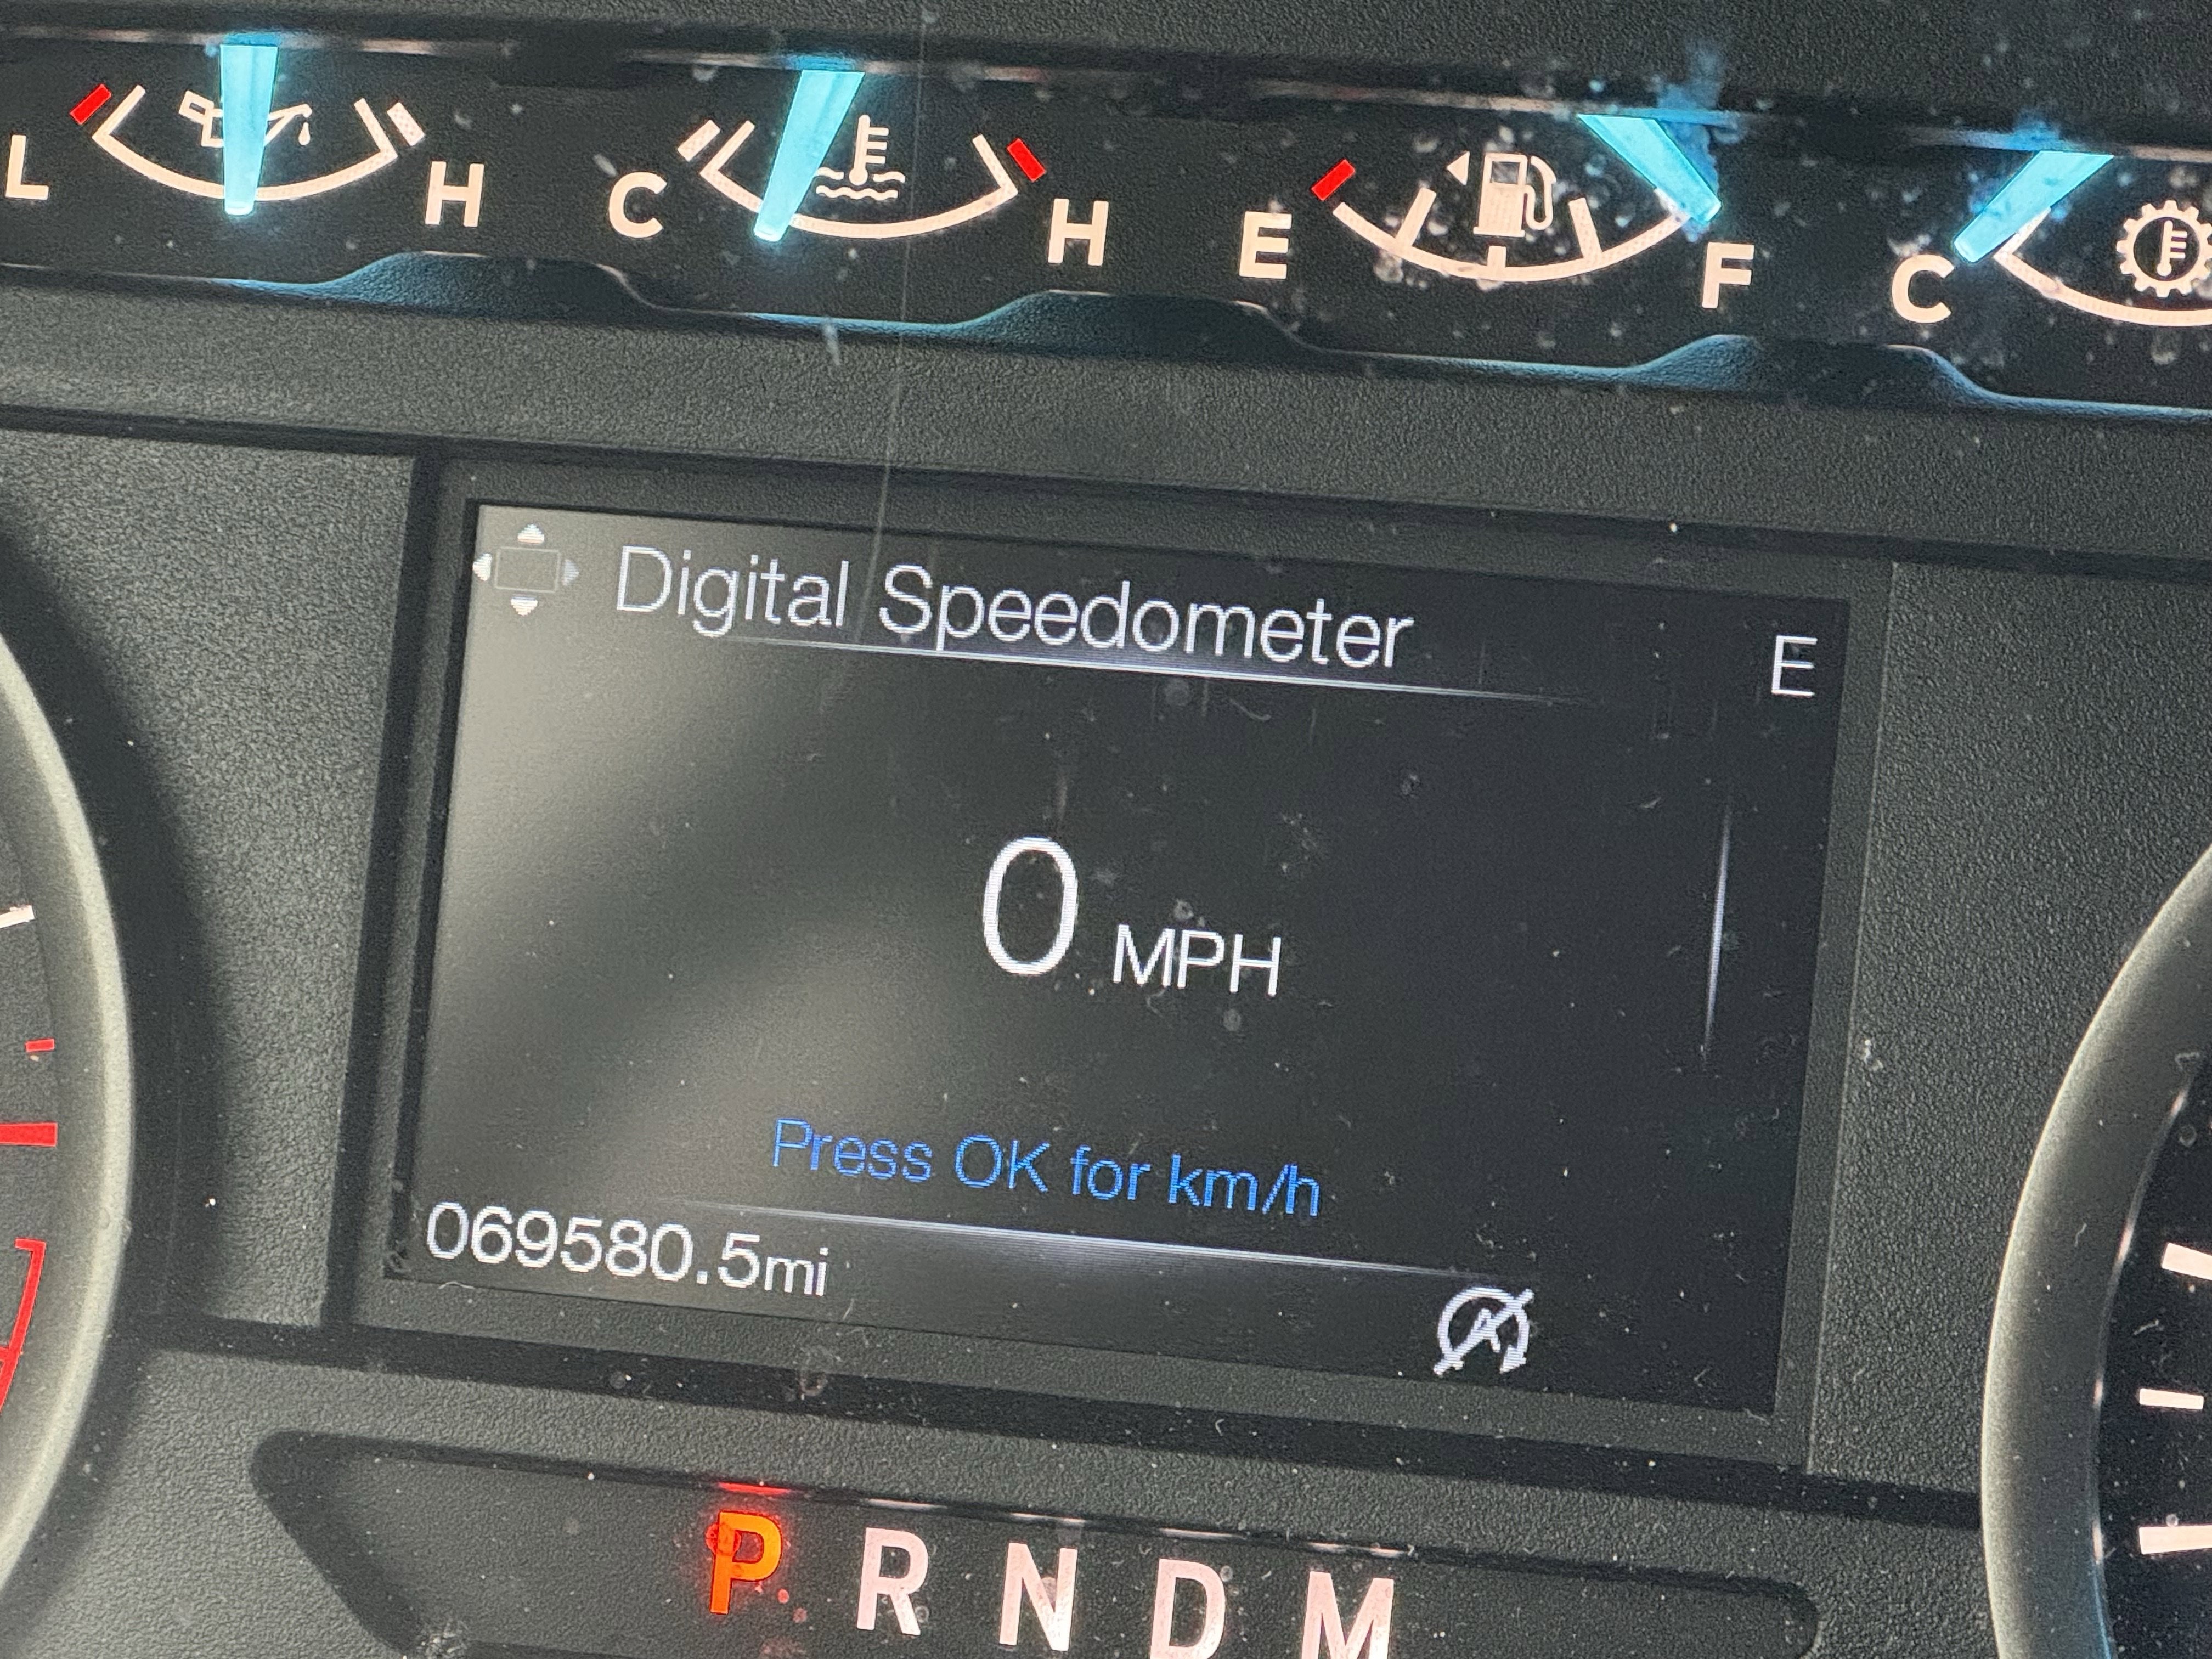 L H C H E F C
Digital Speedometer
E
0 MPH
Press OK for km/h
069580.5mi
A
P R N D M